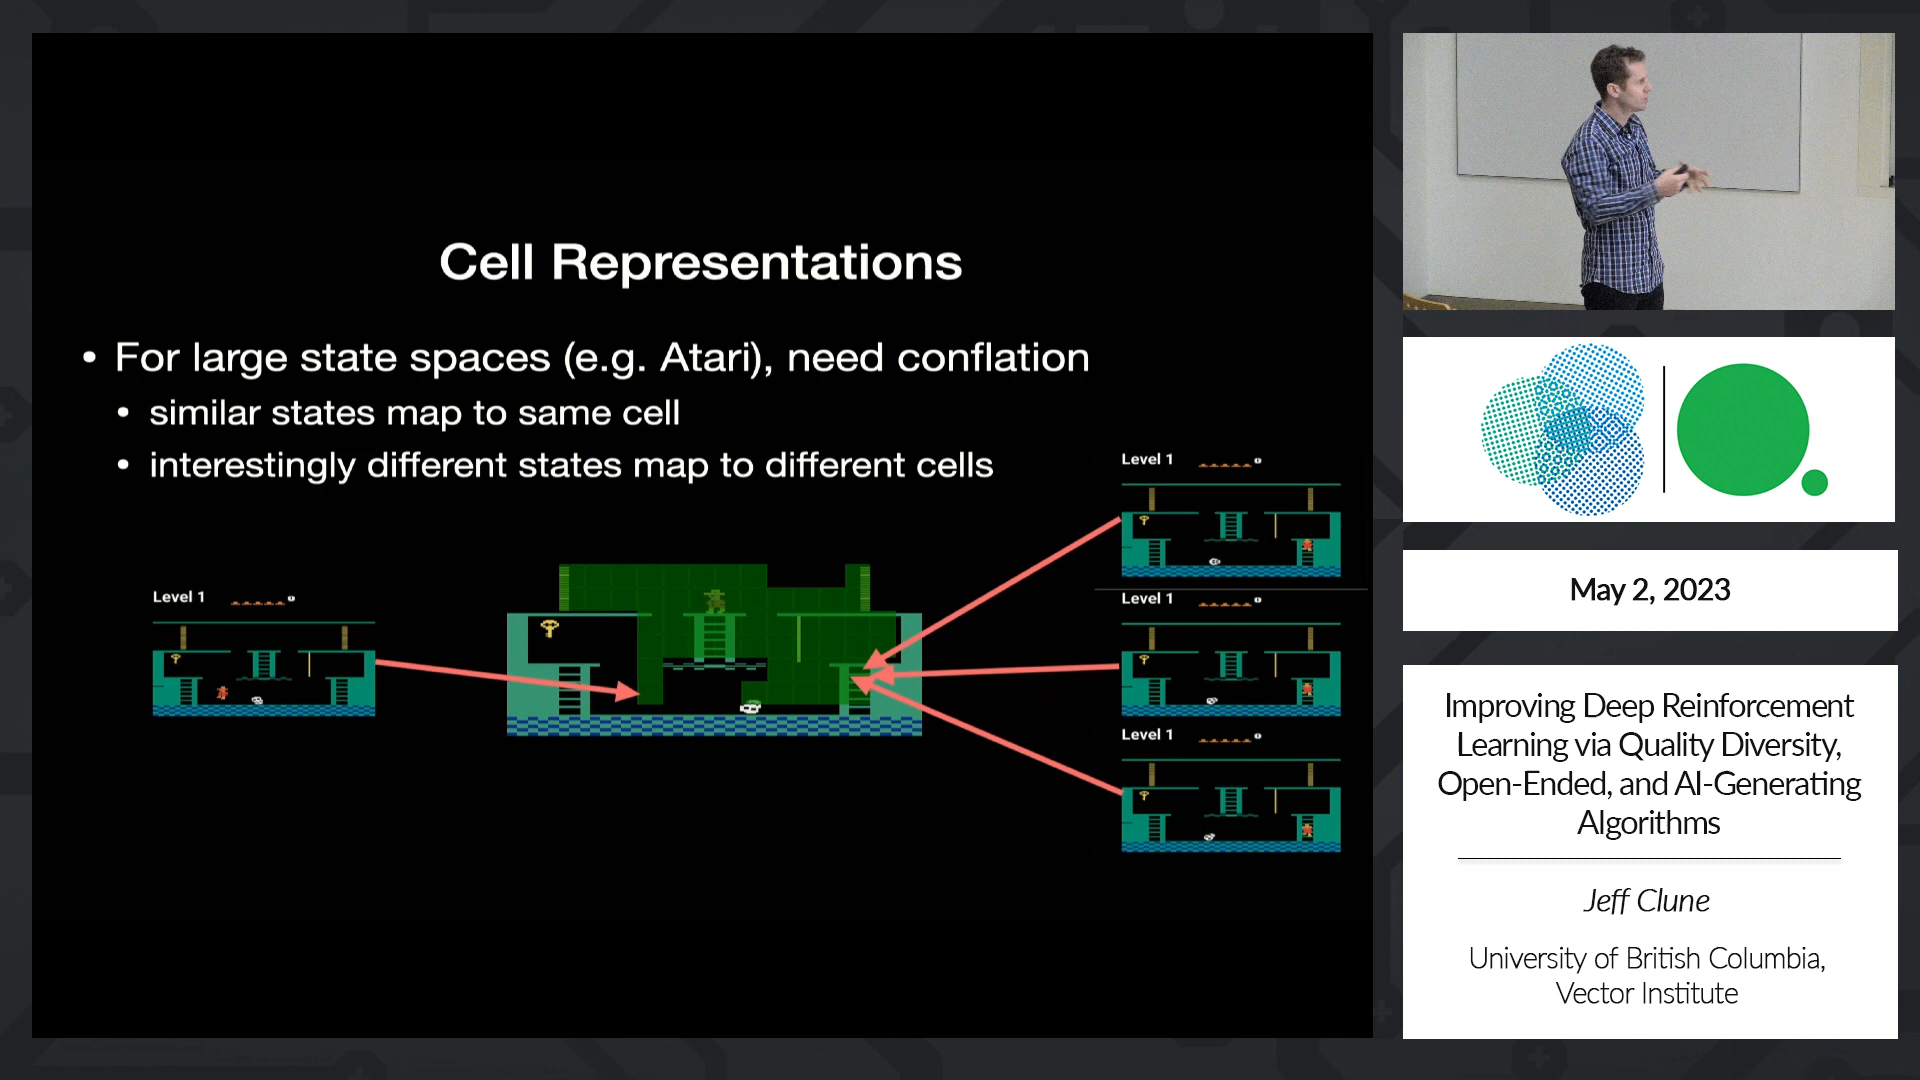 Cell Representations
• For large state spaces (e.g. Atari), need conflation
• similar states map to same cell
• interestingly different states map to different cells
Level 1
Level 1
Level 1
Level 1
May 2, 2023
Improving Deep Reinforcement
Learning via Quality Diversity,
Open-Ended, and AI-Generating
Algorithms
Jeff Clune
University of British Columbia,
Vector Institute